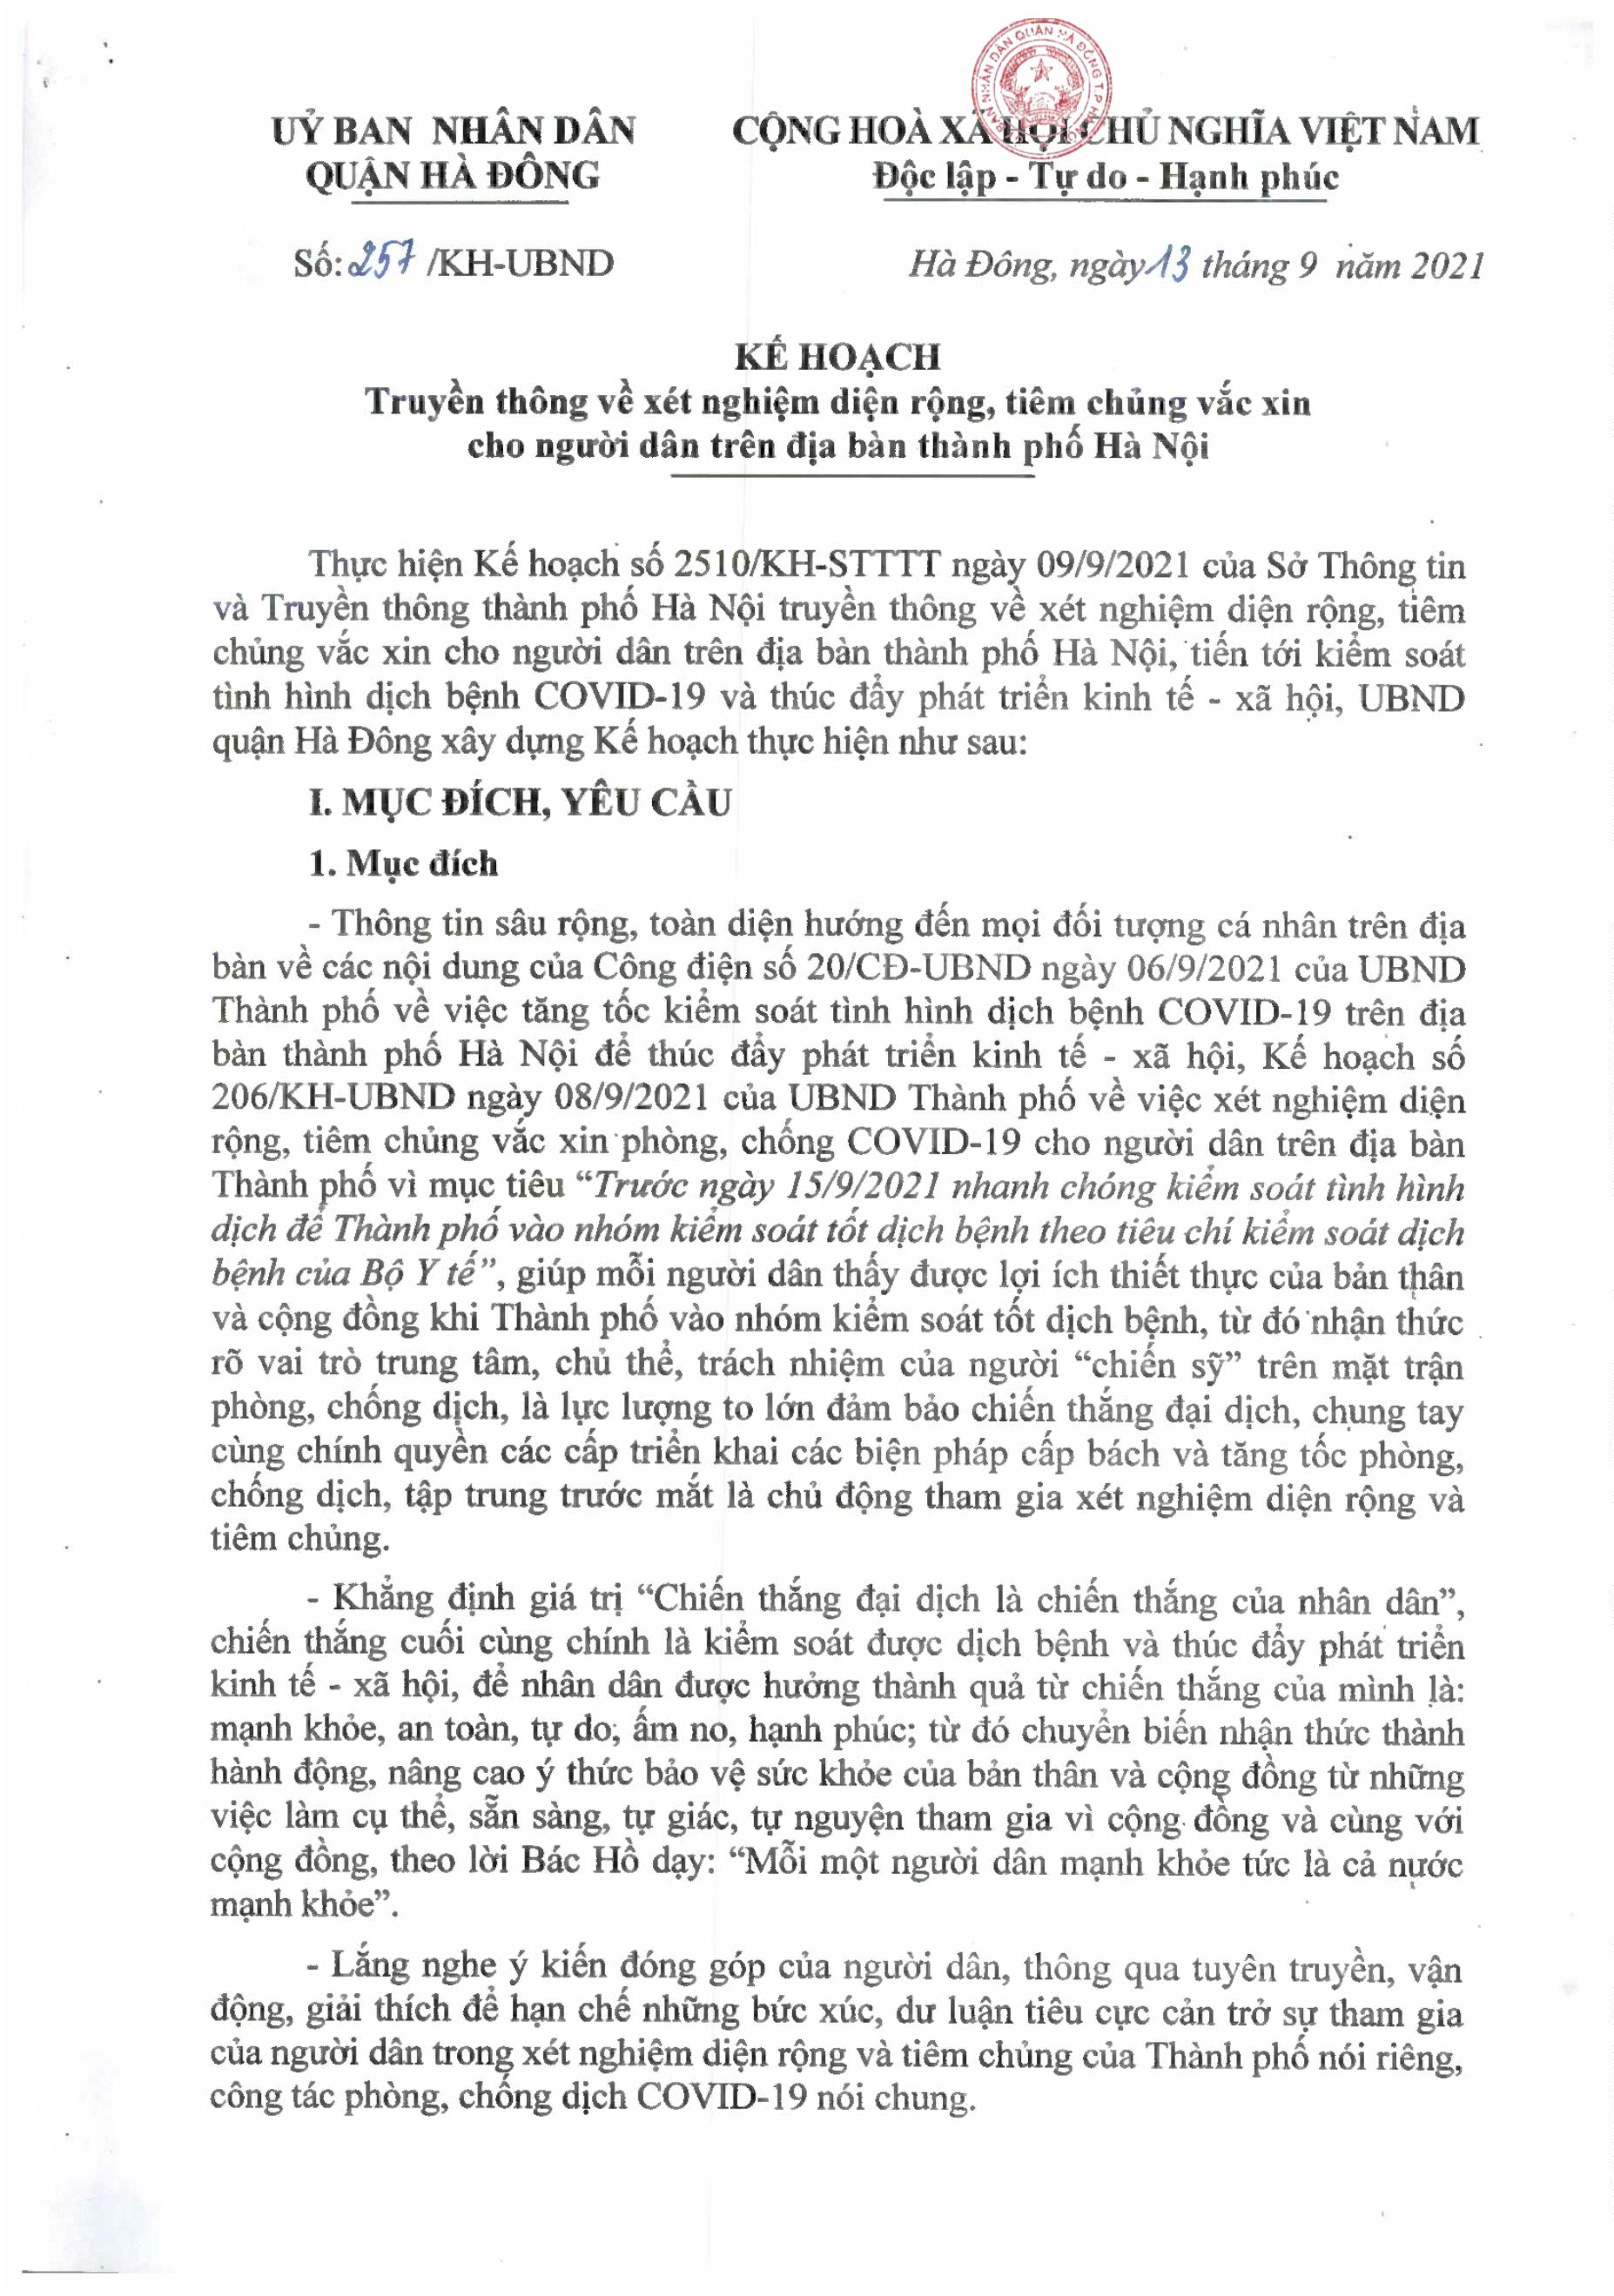 UỶ BAN NHÂN DÂN
QUẬN HÀ ĐÔNG
Số: 257 /KH-UBND
CỘNG HOÀ XÃ HỘI CHỦ NGHĨA VIỆT NAM
Độc lập - Tự do - Hạnh phúc
Hà Đông, ngày 13 tháng 9 năm 2021
KẾ HOẠCH
Truyền thông về xét nghiệm diện rộng, tiêm chủng vắc xin
cho người dân trên địa bàn thành phố Hà Nội
Thực hiện Kế hoạch số 2510/KH-STTTT ngày 09/9/2021 của Sở Thông tin
và Truyền thông thành phố Hà Nội truyền thông về xét nghiệm diện rộng, tiêm
chủng vắc xin cho người dân trên địa bàn thành phố Hà Nội, tiến tới kiểm soát
tình hình dịch bệnh COVID-19 và thúc đẩy phát triển kinh tế - xã hội, UBND
quận Hà Đông xây dựng Kế hoạch thực hiện như sau:
I. MỤC ĐÍCH, YÊU CẦU
1. Mục đích
- Thông tin sâu rộng, toàn diện hướng đến mọi đối tượng cá nhân trên địa
bàn về các nội dung của Công điện số 20/CĐ-UBND ngày 06/9/2021 của UBND
Thành phố về việc tăng tốc kiểm soát tình hình dịch bệnh COVID-19 trên địa
bàn thành phố Hà Nội để thúc đẩy phát triển kinh tế - xã hội, Kế hoạch số
206/KH-UBND ngày 08/9/2021 của UBND Thành phố về việc xét nghiệm diện
rộng, tiêm chủng vắc xin phòng, chống COVID-19 cho người dân trên địa bàn
Thành phố vì mục tiêu “Trước ngày 15/9/2021 nhanh chóng kiểm soát tình hình
dịch để Thành phố vào nhóm kiểm soát tốt dịch bệnh theo tiêu chí kiểm soát dịch
bệnh của Bộ Y tế”, giúp mỗi người dân thấy được lợi ích thiết thực của bản thân
và cộng đồng khi Thành phố vào nhóm kiểm soát tốt dịch bệnh, từ đó nhận thức
rõ vai trò trung tâm, chủ thể, trách nhiệm của người “chiến sỹ” trên mặt trận
phòng, chống dịch, là lực lượng to lớn đảm bảo chiến thắng đại dịch, chung tay
cùng chính quyền các cấp triển khai các biện pháp cấp bách và tăng tốc phòng,
chống dịch, tập trung trước mắt là chủ động tham gia xét nghiệm diện rộng và
tiêm chủng.
- Khẳng định giá trị “Chiến thắng đại dịch là chiến thắng của nhân dân”,
chiến thắng cuối cùng chính là kiểm soát được dịch bệnh và thúc đẩy phát triển
kinh tế - xã hội, để nhân dân được hưởng thành quả từ chiến thắng của mình là:
mạnh khỏe, an toàn, tự do, ấm no, hạnh phúc; từ đó chuyển biến nhận thức thành
hành động, nâng cao ý thức bảo vệ sức khỏe của bản thân và cộng đồng từ những
việc làm cụ thể, sẵn sàng, tự giác, tự nguyện tham gia vì cộng đồng và cùng với
cộng đồng, theo lời Bác Hồ dạy: “Mỗi một người dân mạnh khỏe tức là cả nước
mạnh khỏe”.
- Lắng nghe ý kiến đóng góp của người dân, thông qua tuyên truyền, vận
động, giải thích để hạn chế những bức xúc, dư luận tiêu cực cản trở sự tham gia
của người dân trong xét nghiệm diện rộng và tiêm chủng của Thành phố nói riêng,
công tác phòng, chống dịch COVID-19 nói chung.